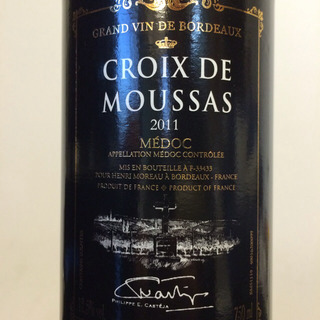 GRAND VIN DE BORDEAUX
CROIX DE
MOUSSAS
2011
MÉDOC
APPELLATION MÉDOC CONTRÔLÉE
MIS EN BOUTEILLE À F-33433
POUR HENRI MOREAU À BORDEAUX - FRANCE
PRODUIT DE FRANCE PRODUCT OF FRANCE
PHILIPPE E. CASTÉJA